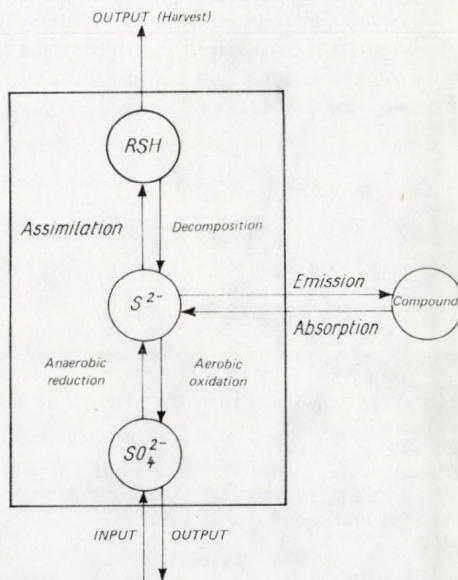 OUTPUT (Harvest)
RSH
Assimilation
Decomposition
Emission
S²⁻
Compound
Absorption
Anaerobic
reduction
Aerobic
oxidation
SO₄²⁻
INPUT
OUTPUT